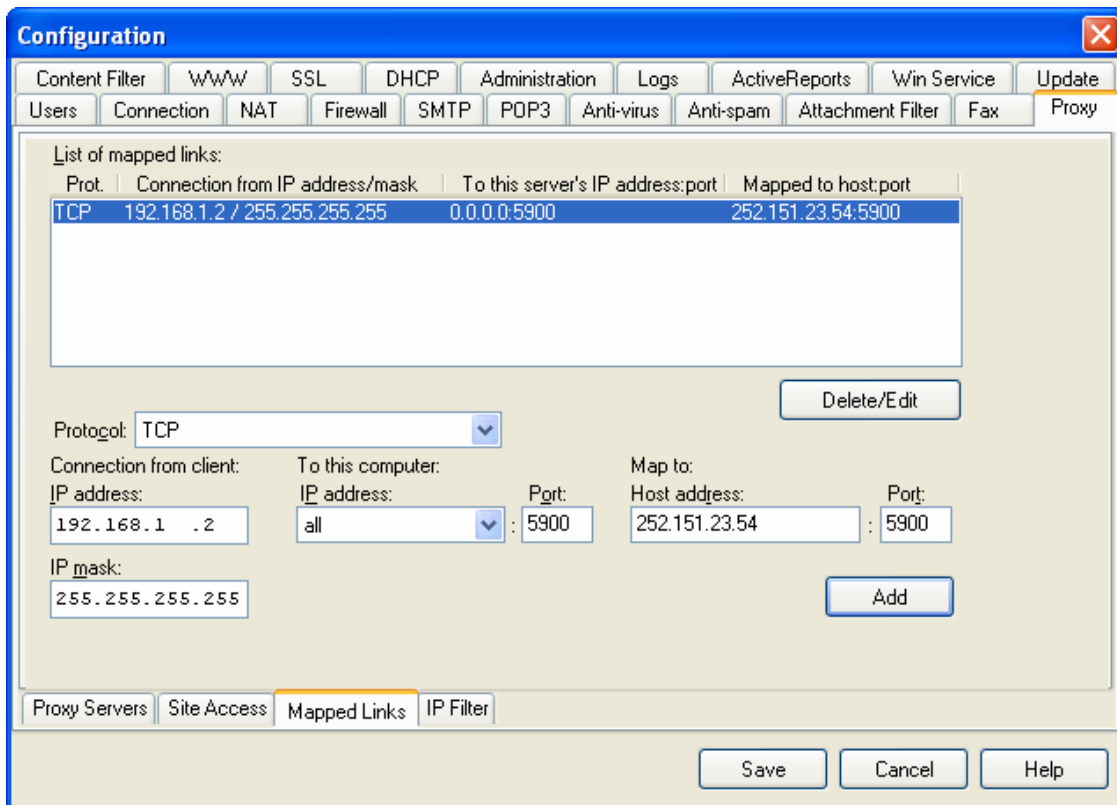 Configuration
Content Filter WWW SSL DHCP Administration Logs ActiveReports Win Service Update
Users Connection NAT Firewall SMTP POP3 Anti-virus Anti-spam Attachment Filter Fax Proxy
List of mapped links:
Prot. Connection from IP address/mask To this server's IP address:port Mapped to host:port
TCP 192.168.1.2 / 255.255.255.255 0.0.0.0:5900 252.151.23.54:5900
Delete/Edit
Protocol: TCP
Connection from client: To this computer: Map to:
IP address: IP address: Port: Host address: Port:
192.168.1 .2 all : 5900 252.151.23.54 : 5900
IP mask:
255.255.255.255 Add
Proxy Servers Site Access Mapped Links IP Filter
Save Cancel Help